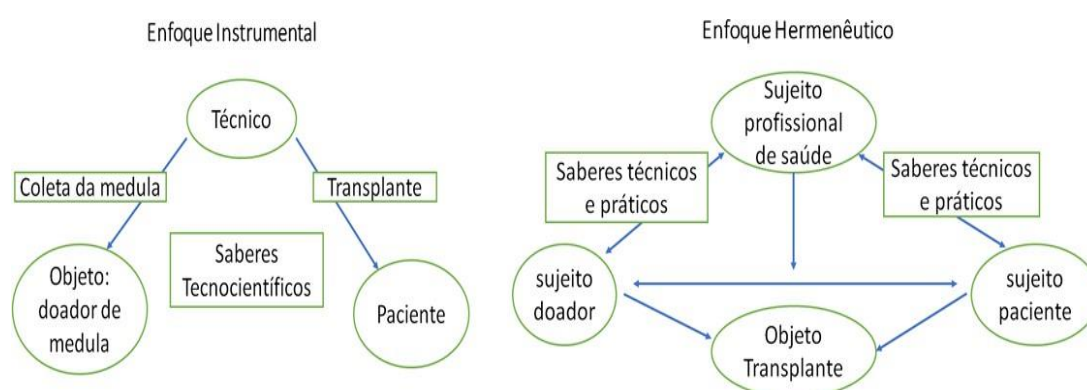 Enfoque Instrumental
Técnico
Coleta da medula
Transplante
Saberes
Tecnocientíficos
Objeto:
doador de
medula
Paciente
Enfoque Hermenêutico
Sujeito
profissional
de saúde
Saberes técnicos
e práticos
Saberes técnicos
e práticos
sujeito
doador
sujeito
paciente
Objeto
Transplante